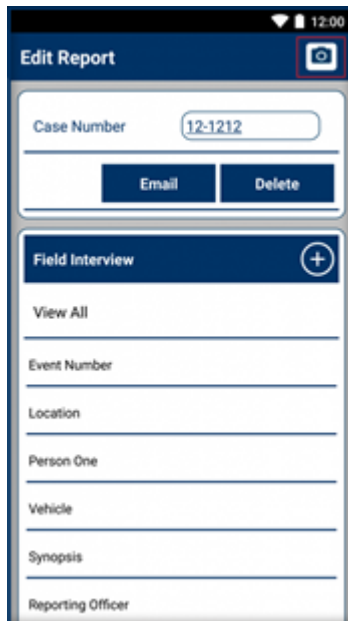 12:00
Edit Report
Case Number 12-1212
Email Delete
Field Interview
View All
Event Number
Location
Person One
Vehicle
Synopsis
Reporting Officer